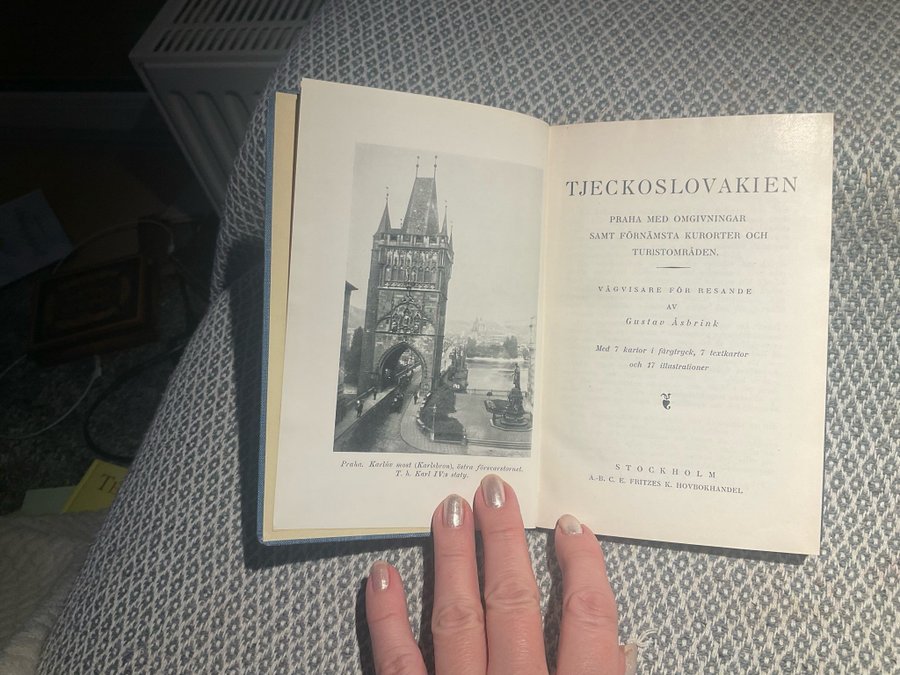 Praha. Karlův most (Karlsbron), östra försvarstornet.
T. h. Karl IV:s staty.
TJECKOSLOVAKIEN
PRAHA MED OMGIVNINGAR
SAMT FÖRNÄMSTA KURORTER OCH
TURISTOMRÅDEN.
VÄGVISARE FÖR RESANDE
AV
Gustav Åsbrink
Med 7 kartor i färgtryck, 7 textkartor
och 17 illustrationer
STOCKHOLM
A.-B. C. E. FRITZES K. HOVBOKHANDEL